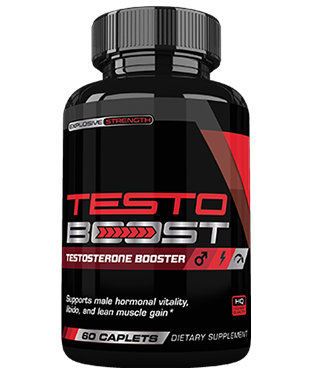 EXPLOSIVE STRENGTH
TESTO
BOOST
TESTOSTERONE BOOSTER
Supports male hormonal vitality,
libido, and lean muscle gain*
HQ
60 CAPLETS
DIETARY SUPPLEMENT